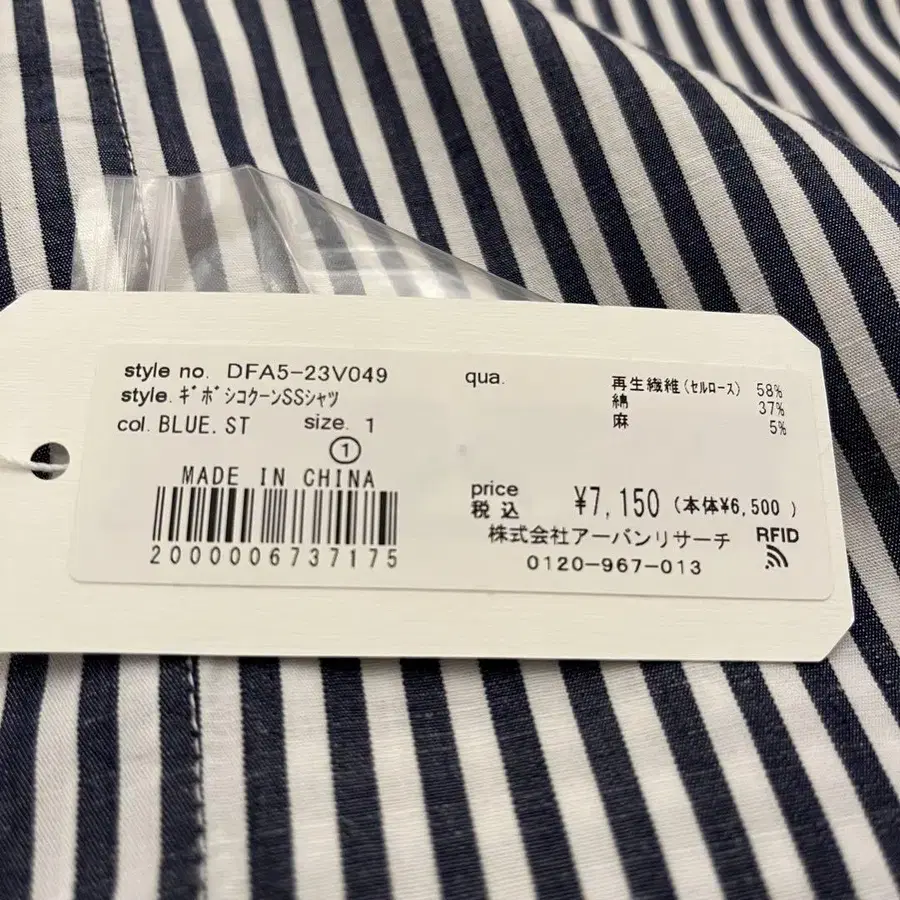 style no. DFA5-23V049
style. ｷﾞﾎﾞｼｺｸｰﾝSSｼｬﾂ
col. BLUE.ST size. 1
①
MADE IN CHINA
2000006737175
qua. 再生繊維(ｾﾙﾛｰｽ) 58%
綿 37%
麻 5%
price
税込 ¥7,150 (本体¥6,500 )
株式会社アーバンリサーチ
0120-967-013
RFID